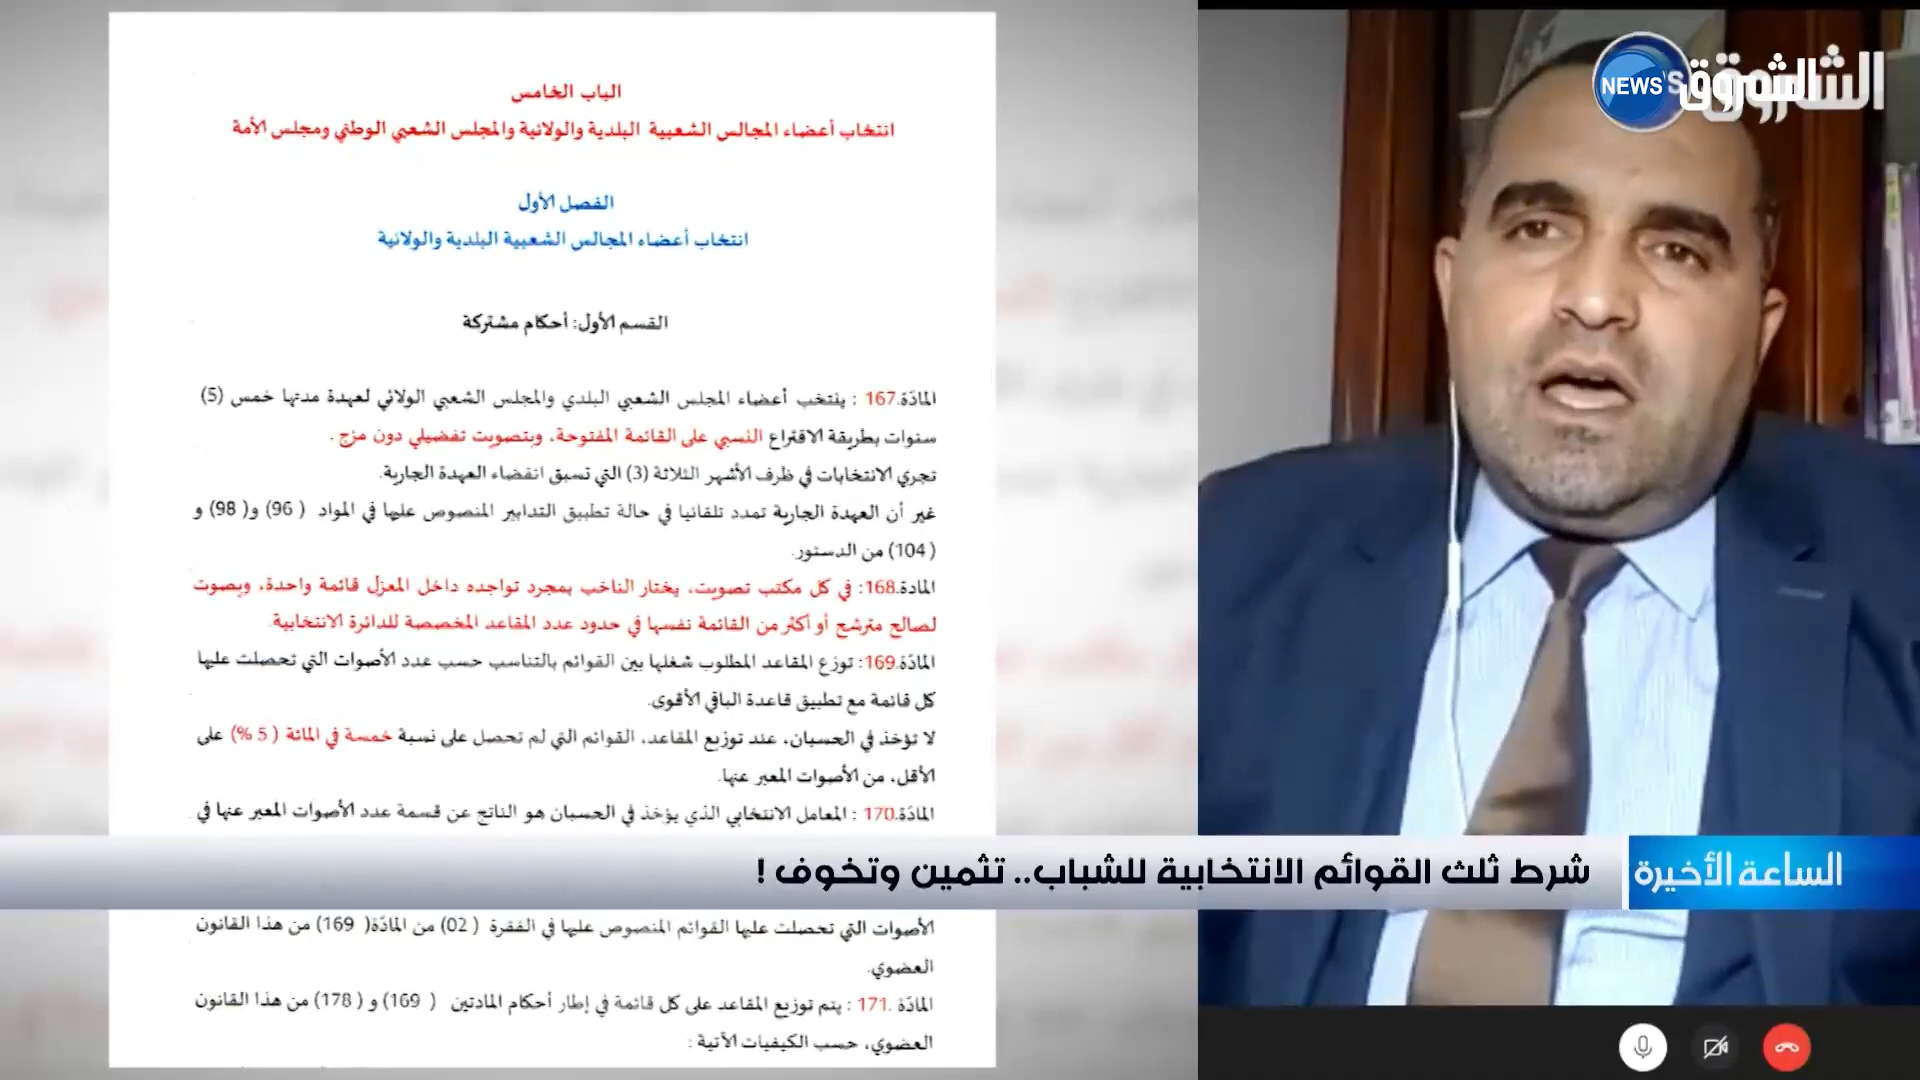 الباب الخامس
انتخاب أعضاء المجالس الشعبية البلدية والولائية والمجلس الشعبي الوطني ومجلس الأمة
الفصل الأول
انتخاب أعضاء المجالس الشعبية البلدية والولائية
القسم الأول: أحكام مشتركة
المادّة.167 : ينتخب أعضاء المجلس الشعبي البلدي والمجلس الشعبي الولائي لعهدة مدتها خمس (5)
سنوات بطريقة الاقتراع النسبي على القائمة المفتوحة، وبتصويت تفضيلي دون مزج .
تجري الانتخابات في ظرف الأشهر الثلاثة (3) التي تسبق انقضاء العهدة الجارية.
غير أن العهدة الجارية تمدد تلقائيا في حالة تطبيق التدابير المنصوص عليها في المواد ( 96) و( 98) و
( 104) من الدستور.
المادة.168: في كل مكتب تصويت، يختار الناخب بمجرد تواجده داخل المعزل قائمة واحدة، ويصوت
لصالح مترشح أو أكثر من القائمة نفسها في حدود عدد المقاعد المخصصة للدائرة الانتخابية.
المادّة.169: توزع المقاعد المطلوب شغلها بين القوائم بالتناسب حسب عدد الأصوات التي تحصلت عليها
كل قائمة مع تطبيق قاعدة الباقي الأقوى.
لا تؤخذ في الحسبان، عند توزيع المقاعد، القوائم التي لم تحصل على نسبة خمسة في المائة ( 5 %) على
الأقل، من الأصوات المعبر عنها.
المادّة.170 : المعامل الانتخابي الذي يؤخذ في الحسبان هو الناتج عن قسمة عدد الأصوات المعبر عنها في
الأصوات التي تحصلت عليها القوائم المنصوص عليها في الفقرة ( 02) من المادّة( 169) من هذا القانون
العضوي.
المادّة .171 : يتم توزيع المقاعد على كل قائمة في إطار أحكام المادتين ( 169) و ( 178) من هذا القانون
العضوي، حسب الكيفيات الآتية :
الشروق
NEWS
الساعة الأخيرة
شرط ثلث القوائم الانتخابية للشباب.. تثمين وتخوف !